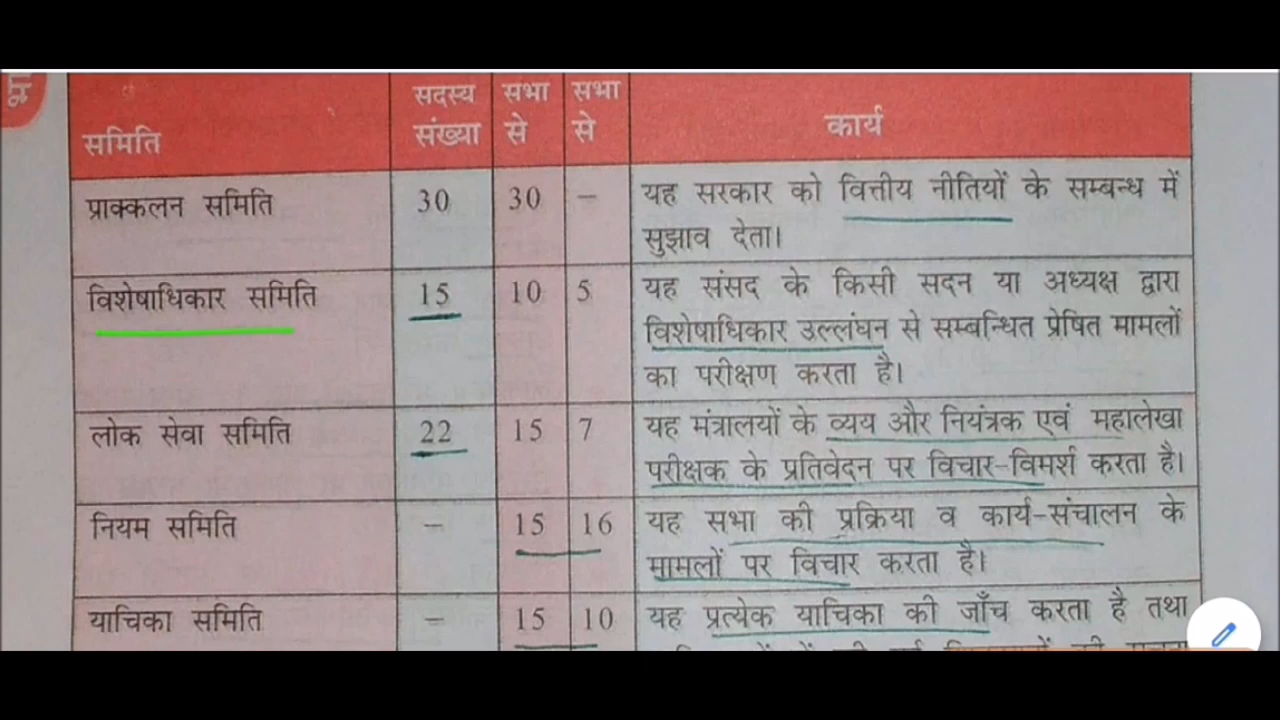 समिति सदस्य संख्या सभा से सभा से कार्य
प्राक्कलन समिति 30 30 – यह सरकार को वित्तीय नीतियों के सम्बन्ध में
सुझाव देता।
विशेषाधिकार समिति 15 10 5 यह संसद के किसी सदन या अध्यक्ष द्वारा
विशेषाधिकार उल्लंघन से सम्बन्धित प्रेषित मामलों
का परीक्षण करता है।
लोक सेवा समिति 22 15 7 यह मंत्रालयों के व्यय और नियंत्रक एवं महालेखा
परीक्षक के प्रतिवेदन पर विचार-विमर्श करता है।
नियम समिति – 15 16 यह सभा की प्रक्रिया व कार्य-संचालन के
मामलों पर विचार करता है।
याचिका समिति – 15 10 यह प्रत्येक याचिका की जाँच करता है तथा